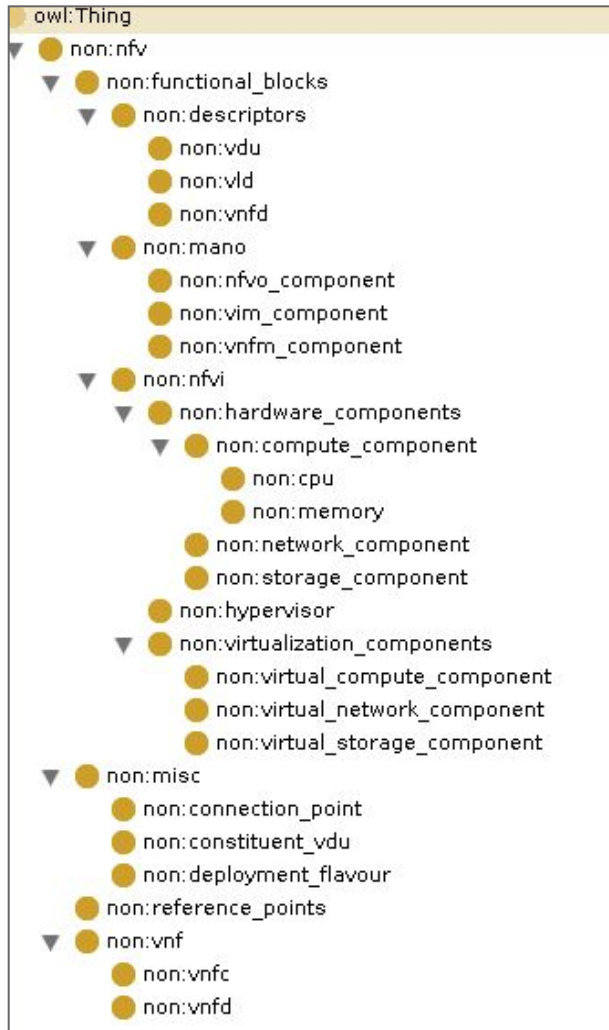 owl:Thing
non:nfv
non:functional_blocks
non:descriptors
non:vdu
non:vld
non:vnfd
non:mano
non:nfvo_component
non:vim_component
non:vnfm_component
non:nfvi
non:hardware_components
non:compute_component
non:cpu
non:memory
non:network_component
non:storage_component
non:hypervisor
non:virtualization_components
non:virtual_compute_component
non:virtual_network_component
non:virtual_storage_component
non:misc
non:connection_point
non:constituent_vdu
non:deployment_flavour
non:reference_points
non:vnf
non:vnfc
non:vnfd